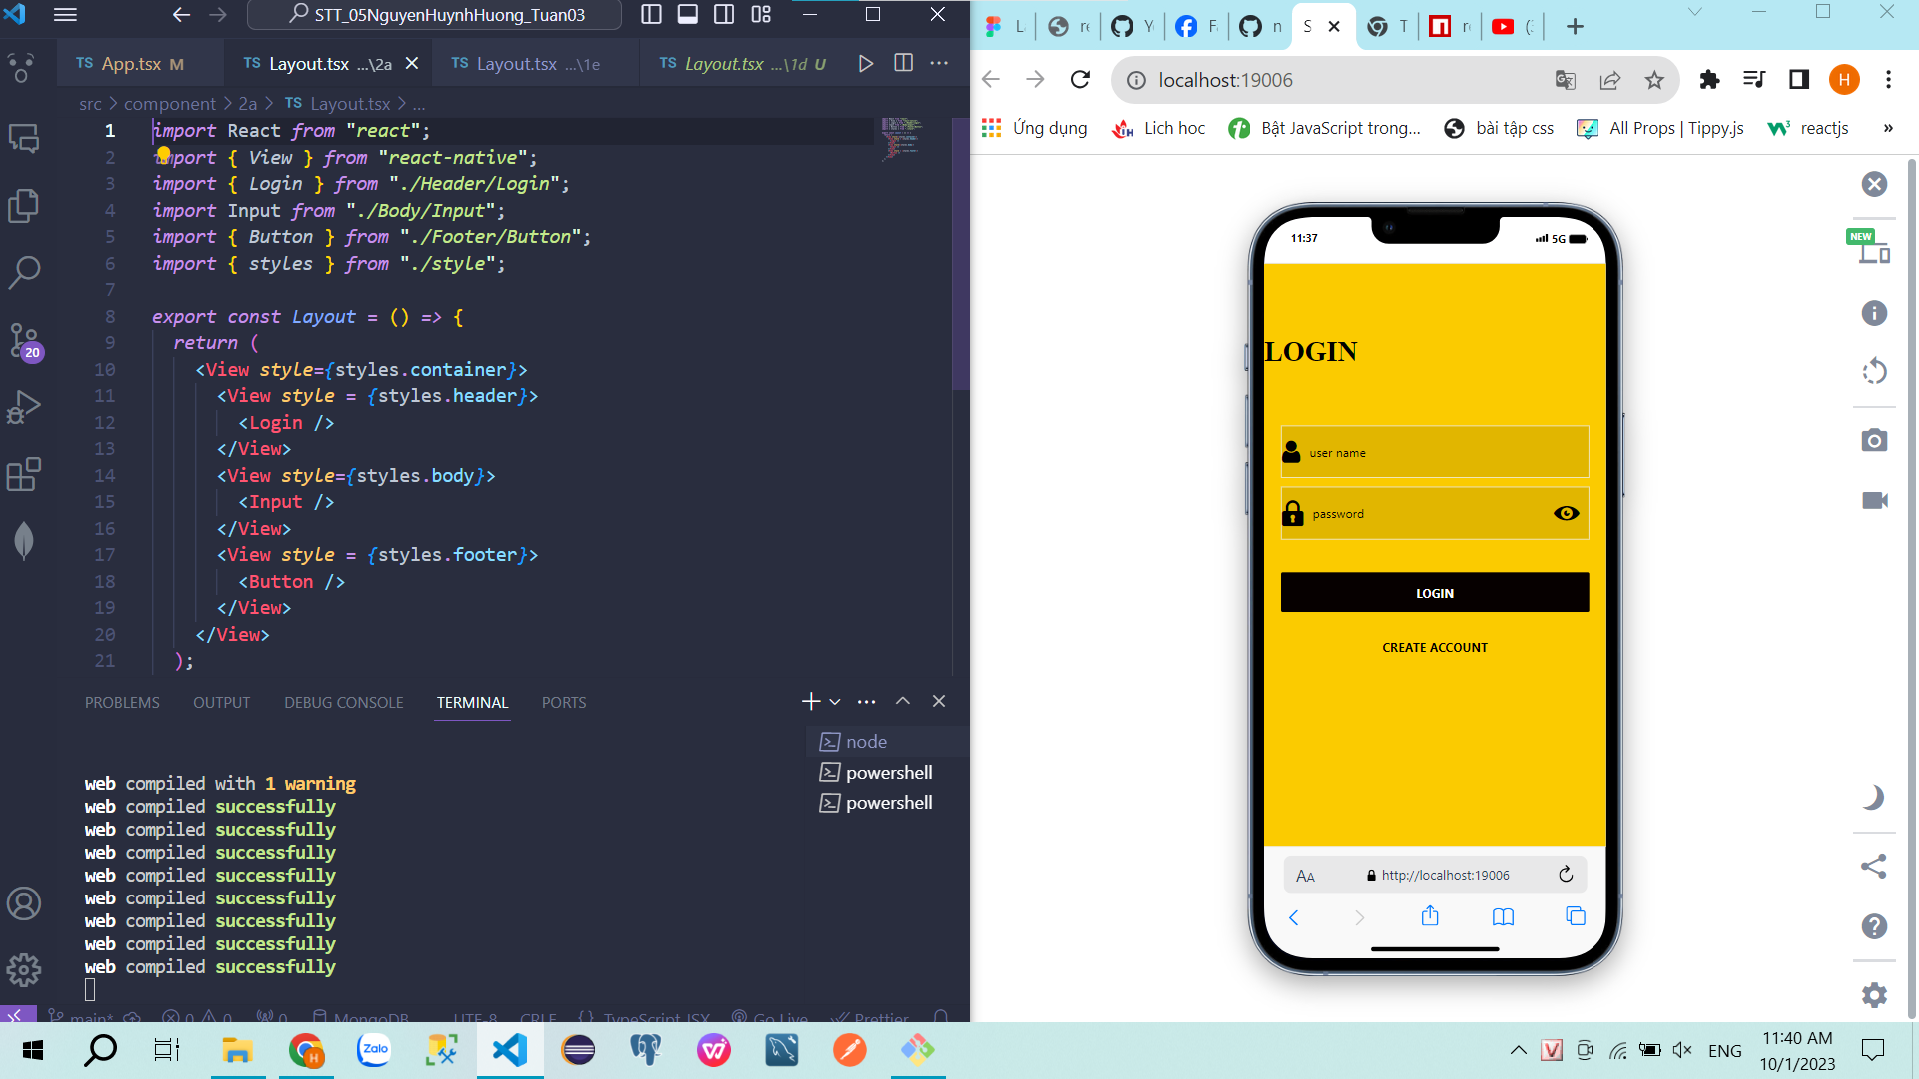 STT_05NguyenHuynhHuong_Tuan03
TS App.tsx M
TS Layout.tsx ...\2a
TS Layout.tsx ...\1e
TS Layout.tsx ...\1d U
src > component > 2a > TS Layout.tsx > ...
1 import React from "react";
2 import { View } from "react-native";
3 import { Login } from "./Header/Login";
4 import Input from "./Body/Input";
5 import { Button } from "./Footer/Button";
6 import { styles } from "./style";
7
8 export const Layout = () => {
9 return (
10 <View style={styles.container}>
11 <View style = {styles.header}>
12 <Login />
13 </View>
14 <View style={styles.body}>
15 <Input />
16 </View>
17 <View style = {styles.footer}>
18 <Button />
19 </View>
20 </View>
21 );
20
PROBLEMS OUTPUT DEBUG CONSOLE TERMINAL PORTS
node
powershell
powershell
web compiled with 1 warning
web compiled successfully
web compiled successfully
web compiled successfully
web compiled successfully
web compiled successfully
web compiled successfully
web compiled successfully
web compiled successfully
main* 0 0 0 MongoDB UTF-8 CRLF {} TypeScript JSX Go Live Prettier
localhost:19006
H
Ứng dụng
Lich hoc
Bật JavaScript trong...
bài tập css
All Props | Tippy.js
reactjs
»
NEW
11:37
5G
LOGIN
user name
password
LOGIN
CREATE ACCOUNT
AA http://localhost:19006
Zalo
ENG
11:40 AM
10/1/2023